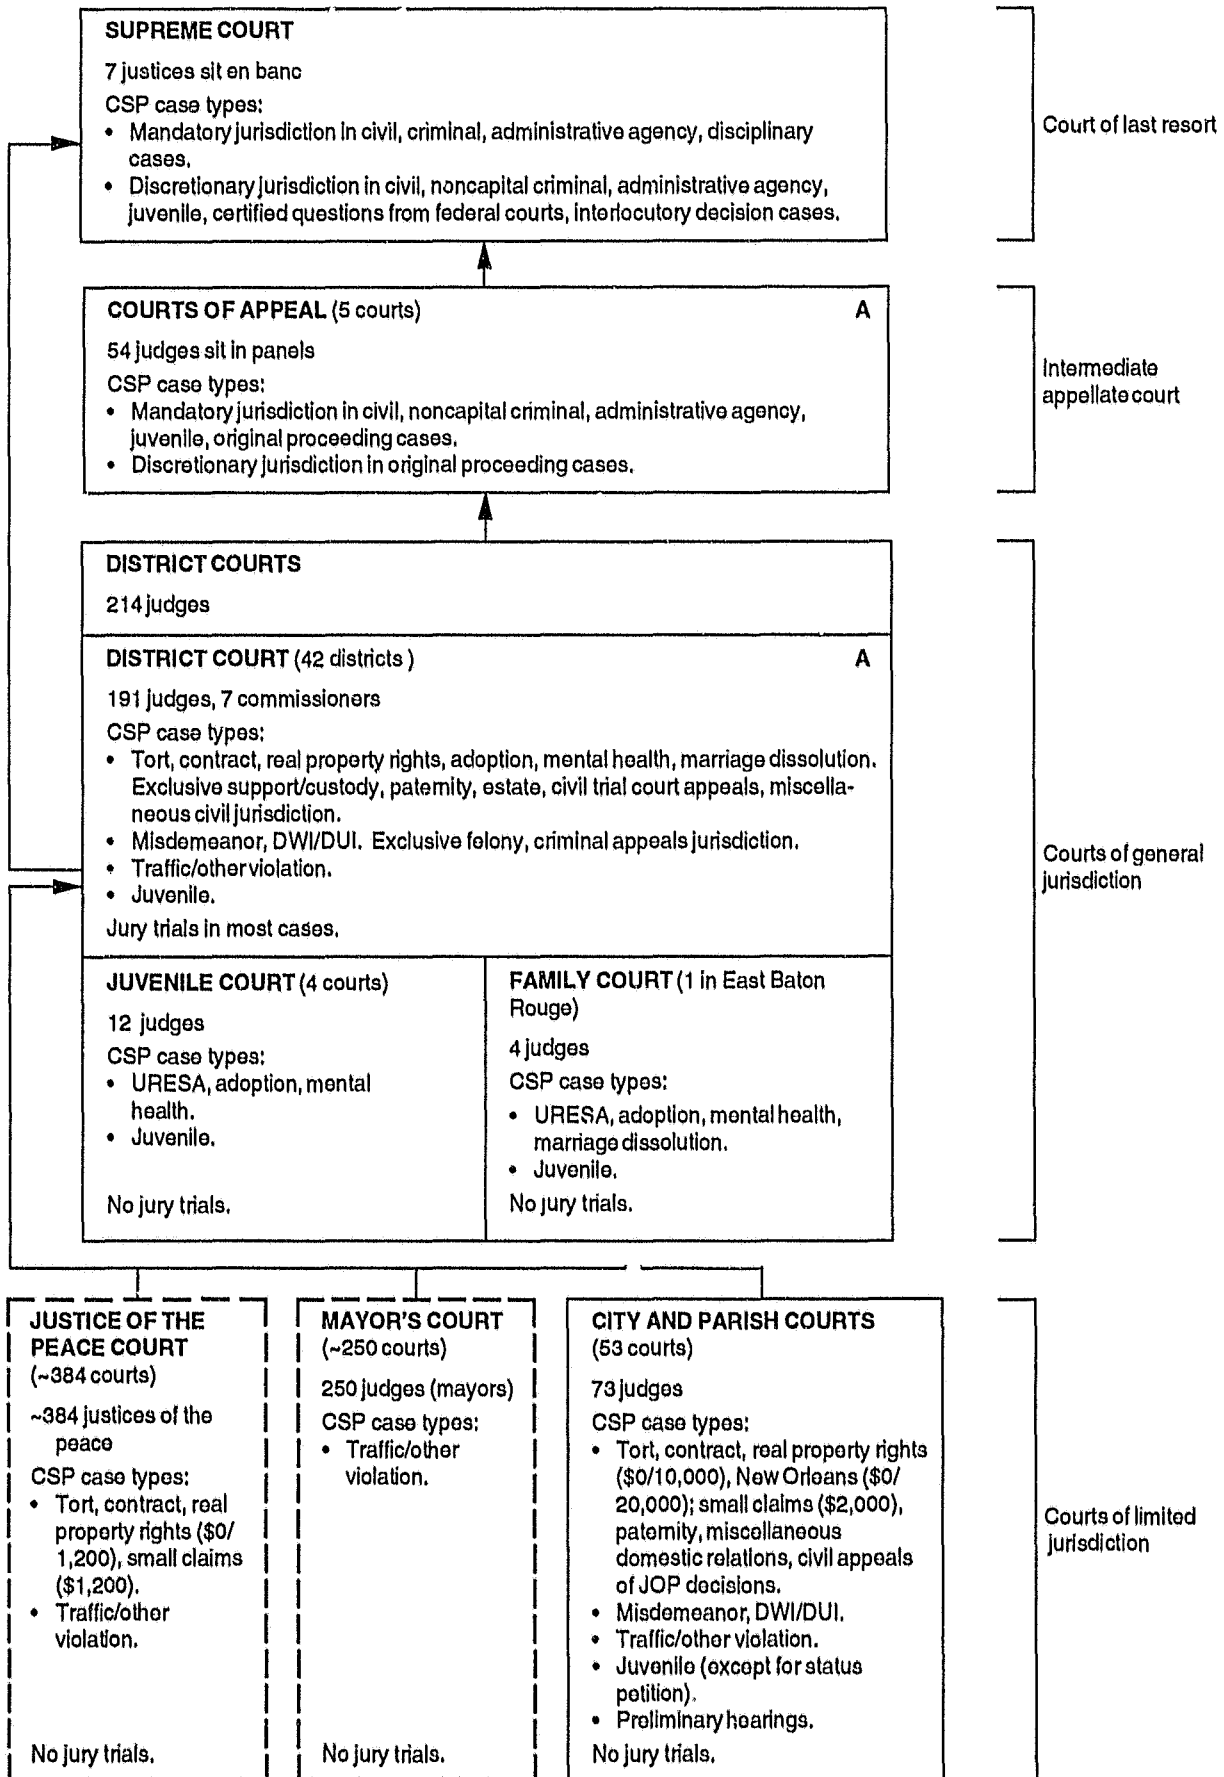 SUPREME COURT
7 justices sit en banc
CSP case types:
• Mandatory jurisdiction in civil, criminal, administrative agency, disciplinary
cases.
• Discretionary jurisdiction in civil, noncapital criminal, administrative agency,
juvenile, certified questions from federal courts, interlocutory decision cases.
Court of last resort
COURTS OF APPEAL (5 courts) A
54 judges sit in panels
CSP case types:
• Mandatory jurisdiction in civil, noncapital criminal, administrative agency,
juvenile, original proceeding cases.
• Discretionary jurisdiction in original proceeding cases.
Intermediate
appellate court
DISTRICT COURTS
214 judges
DISTRICT COURT (42 districts ) A
191 judges, 7 commissioners
CSP case types:
• Tort, contract, real property rights, adoption, mental health, marriage dissolution.
Exclusive support/custody, paternity, estate, civil trial court appeals, miscella-
neous civil jurisdiction.
• Misdemeanor, DWI/DUI. Exclusive felony, criminal appeals jurisdiction.
• Traffic/other violation.
• Juvenile.
Jury trials in most cases.
Courts of general
jurisdiction
JUVENILE COURT (4 courts)
12 judges
CSP case types:
• URESA, adoption, mental
health.
• Juvenile.
No jury trials.
FAMILY COURT (1 in East Baton
Rouge)
4 judges
CSP case types:
• URESA, adoption, mental health,
marriage dissolution.
• Juvenile.
No jury trials.
JUSTICE OF THE
PEACE COURT
(~384 courts)
~384 justices of the
peace
CSP case types:
• Tort, contract, real
property rights ($0/
1,200), small claims
($1,200).
• Traffic/other
violation.
No jury trials.
MAYOR'S COURT
(~250 courts)
250 judges (mayors)
CSP case types:
• Traffic/other
violation.
No jury trials.
CITY AND PARISH COURTS
(53 courts)
73 judges
CSP case types:
• Tort, contract, real property rights
($0/10,000), New Orleans ($0/
20,000); small claims ($2,000),
paternity, miscellaneous
domestic relations, civil appeals
of JOP decisions.
• Misdemeanor, DWI/DUI.
• Traffic/other violation.
• Juvenile (except for status
petition).
• Preliminary hearings.
No jury trials.
Courts of limited
jurisdiction